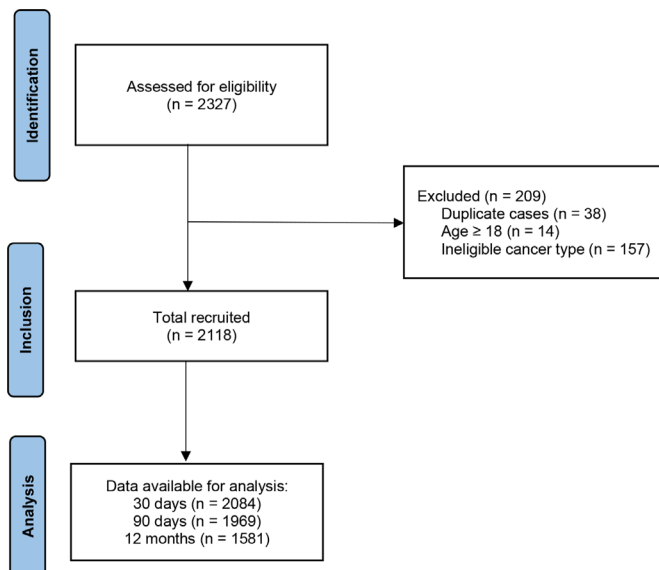 Identification
Assessed for eligibility
(n = 2327)
Excluded (n = 209)
Duplicate cases (n = 38)
Age ≥ 18 (n = 14)
Ineligible cancer type (n = 157)
Inclusion
Total recruited
(n = 2118)
Analysis
Data available for analysis:
30 days (n = 2084)
90 days (n = 1969)
12 months (n = 1581)